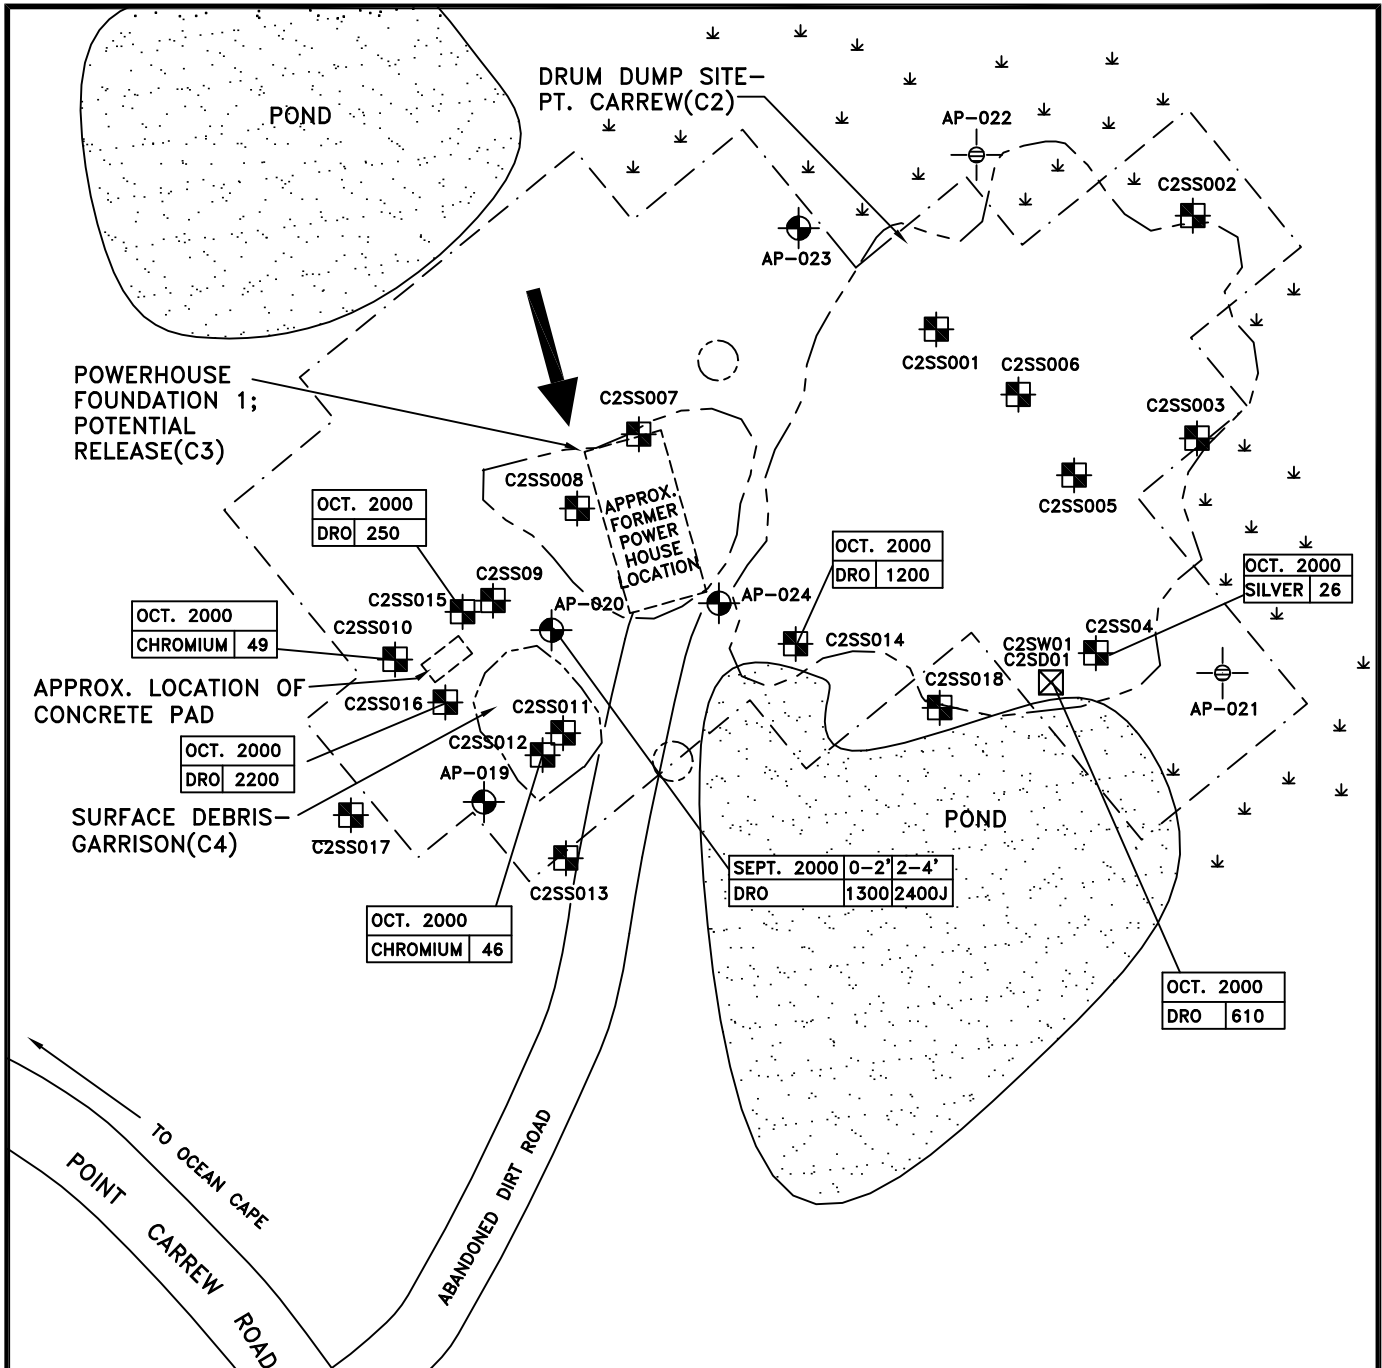 POND
DRUM DUMP SITE-
PT. CARREW(C2)
AP-022
C2SS002
AP-023
C2SS001
C2SS006
POWERHOUSE
FOUNDATION 1;
POTENTIAL
RELEASE(C3)
C2SS007
C2SS003
C2SS008
C2SS005
APPROX.
FORMER
POWER
HOUSE
LOCATION
OCT. 2000
DRO 250
OCT. 2000
DRO 1200
OCT. 2000
SILVER 26
C2SS09
C2SS015
AP-020
AP-024
OCT. 2000
CHROMIUM 49
C2SS010
C2SS014
C2SS04
C2SW01
C2SD01
APPROX. LOCATION OF
CONCRETE PAD
C2SS016
C2SS018
AP-021
C2SS011
C2SS012
OCT. 2000
DRO 2200
AP-019
SURFACE DEBRIS-
GARRISON(C4)
POND
C2SS017
SEPT. 2000 0-2' 2-4'
DRO 1300 2400J
C2SS013
OCT. 2000
CHROMIUM 46
OCT. 2000
DRO 610
TO OCEAN CAPE
POINT CARREW ROAD
ABANDONED DIRT ROAD